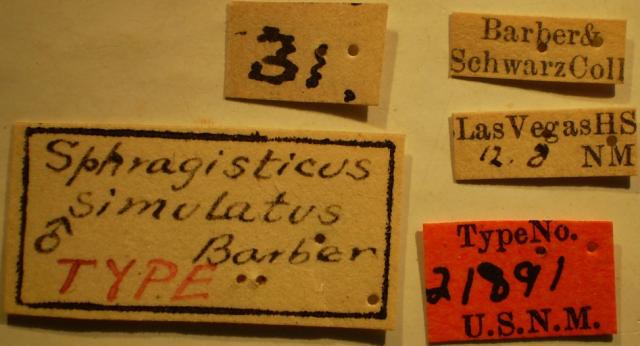 31.
Barber&
SchwarzColl
LasVegasHS
12.8 NM
Sphragisticus
simulatus
♂ Barber
TYPE
TypeNo.
21891
U.S.N.M.